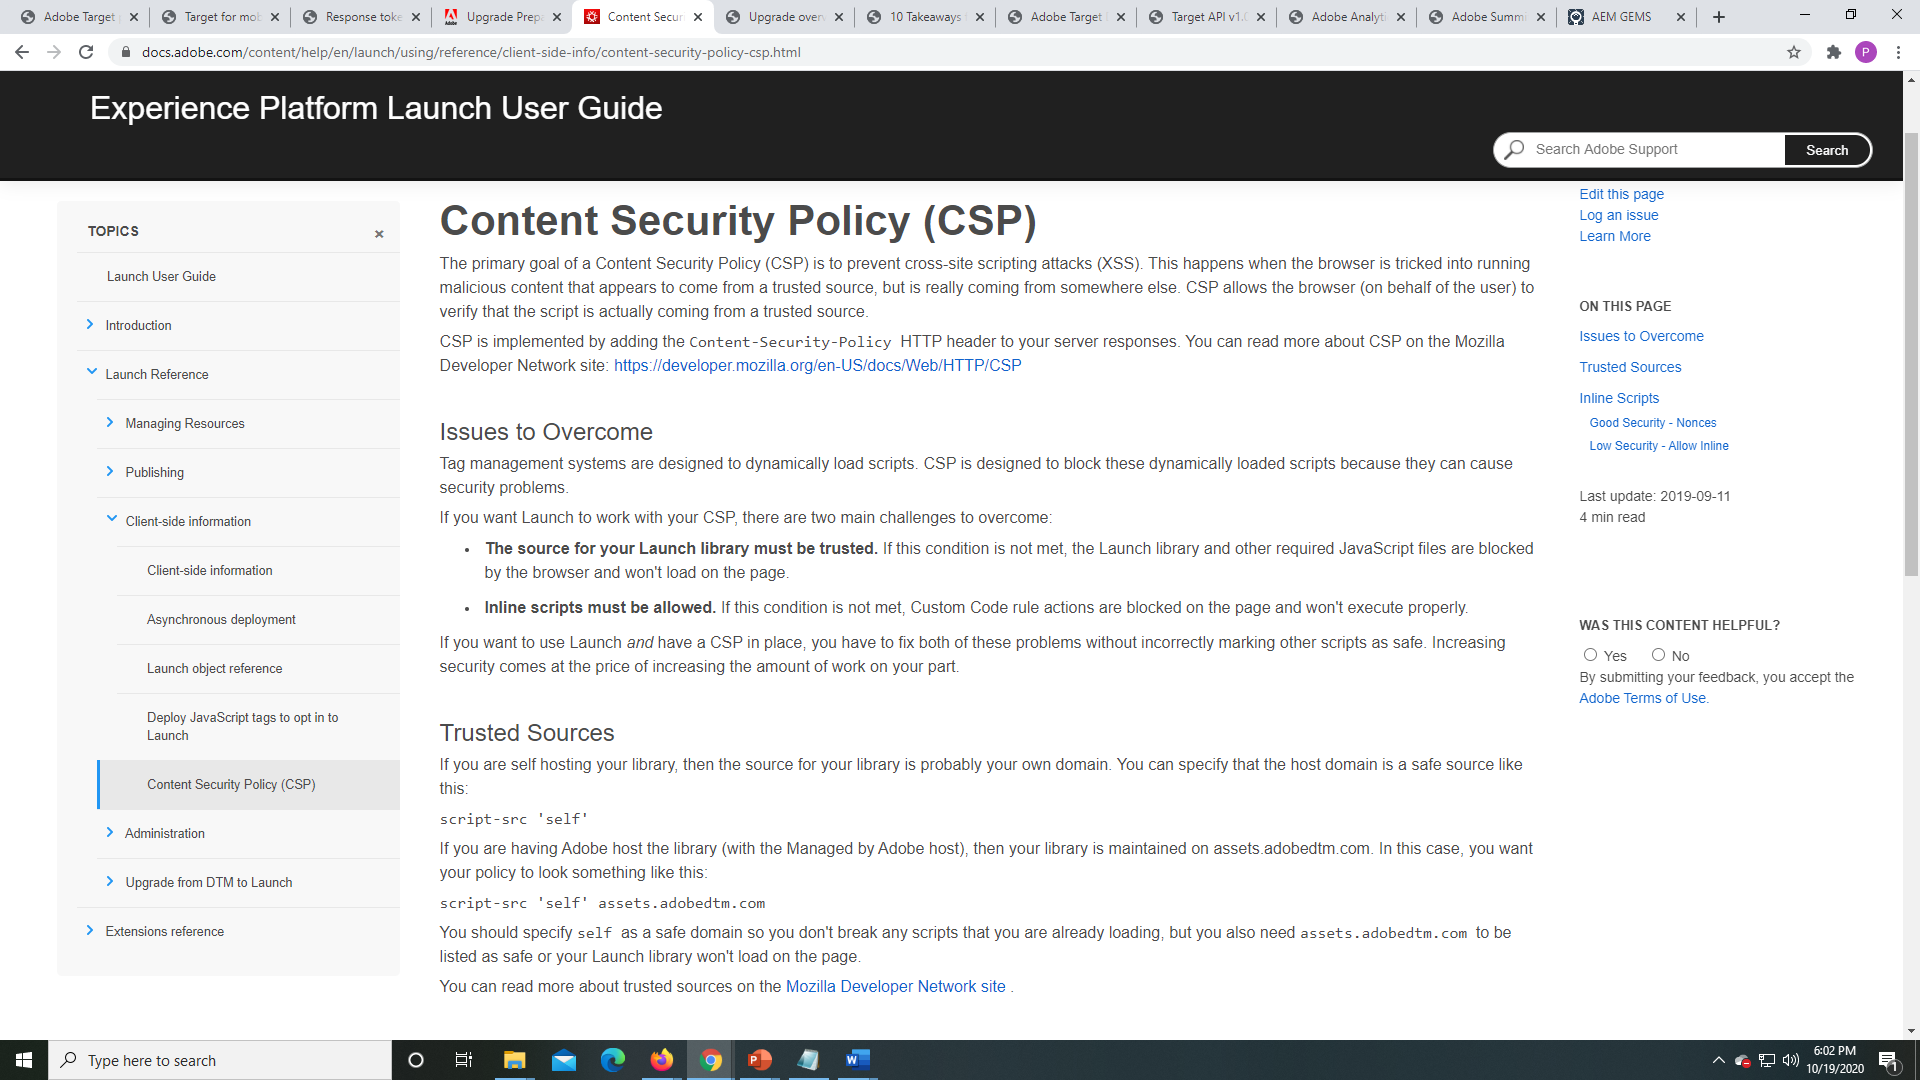 Adobe Target
Target for mob
Response toke
Upgrade Prep
Content Secur
Upgrade over
10 Takeaways
Adobe Target
Target API v1.
Adobe Analyti
Adobe Summi
AEM GEMS
docs.adobe.com/content/help/en/launch/using/reference/client-side-info/content-security-policy-csp.html
P
Experience Platform Launch User Guide
Search Adobe Support
Search
TOPICS
Launch User Guide
Introduction
Launch Reference
Managing Resources
Publishing
Client-side information
Client-side information
Asynchronous deployment
Launch object reference
Deploy JavaScript tags to opt in to
Launch
Content Security Policy (CSP)
Administration
Upgrade from DTM to Launch
Extensions reference
Content Security Policy (CSP)
The primary goal of a Content Security Policy (CSP) is to prevent cross-site scripting attacks (XSS). This happens when the browser is tricked into running
malicious content that appears to come from a trusted source, but is really coming from somewhere else. CSP allows the browser (on behalf of the user) to
verify that the script is actually coming from a trusted source.
CSP is implemented by adding the Content-Security-Policy HTTP header to your server responses. You can read more about CSP on the Mozilla
Developer Network site: https://developer.mozilla.org/en-US/docs/Web/HTTP/CSP
Issues to Overcome
Tag management systems are designed to dynamically load scripts. CSP is designed to block these dynamically loaded scripts because they can cause
security problems.
If you want Launch to work with your CSP, there are two main challenges to overcome:
• The source for your Launch library must be trusted. If this condition is not met, the Launch library and other required JavaScript files are blocked
by the browser and won't load on the page.
• Inline scripts must be allowed. If this condition is not met, Custom Code rule actions are blocked on the page and won't execute properly.
If you want to use Launch and have a CSP in place, you have to fix both of these problems without incorrectly marking other scripts as safe. Increasing
security comes at the price of increasing the amount of work on your part.
Trusted Sources
If you are self hosting your library, then the source for your library is probably your own domain. You can specify that the host domain is a safe source like
this:
script-src 'self'
If you are having Adobe host the library (with the Managed by Adobe host), then your library is maintained on assets.adobedtm.com. In this case, you want
your policy to look something like this:
script-src 'self' assets.adobedtm.com
You should specify self as a safe domain so you don't break any scripts that you are already loading, but you also need assets.adobedtm.com to be
listed as safe or your Launch library won't load on the page.
You can read more about trusted sources on the Mozilla Developer Network site .
Edit this page
Log an issue
Learn More
ON THIS PAGE
Issues to Overcome
Trusted Sources
Inline Scripts
Good Security - Nonces
Low Security - Allow Inline
Last update: 2019-09-11
4 min read
WAS THIS CONTENT HELPFUL?
Yes No
By submitting your feedback, you accept the
Adobe Terms of Use.
Type here to search
6:02 PM
10/19/2020
1